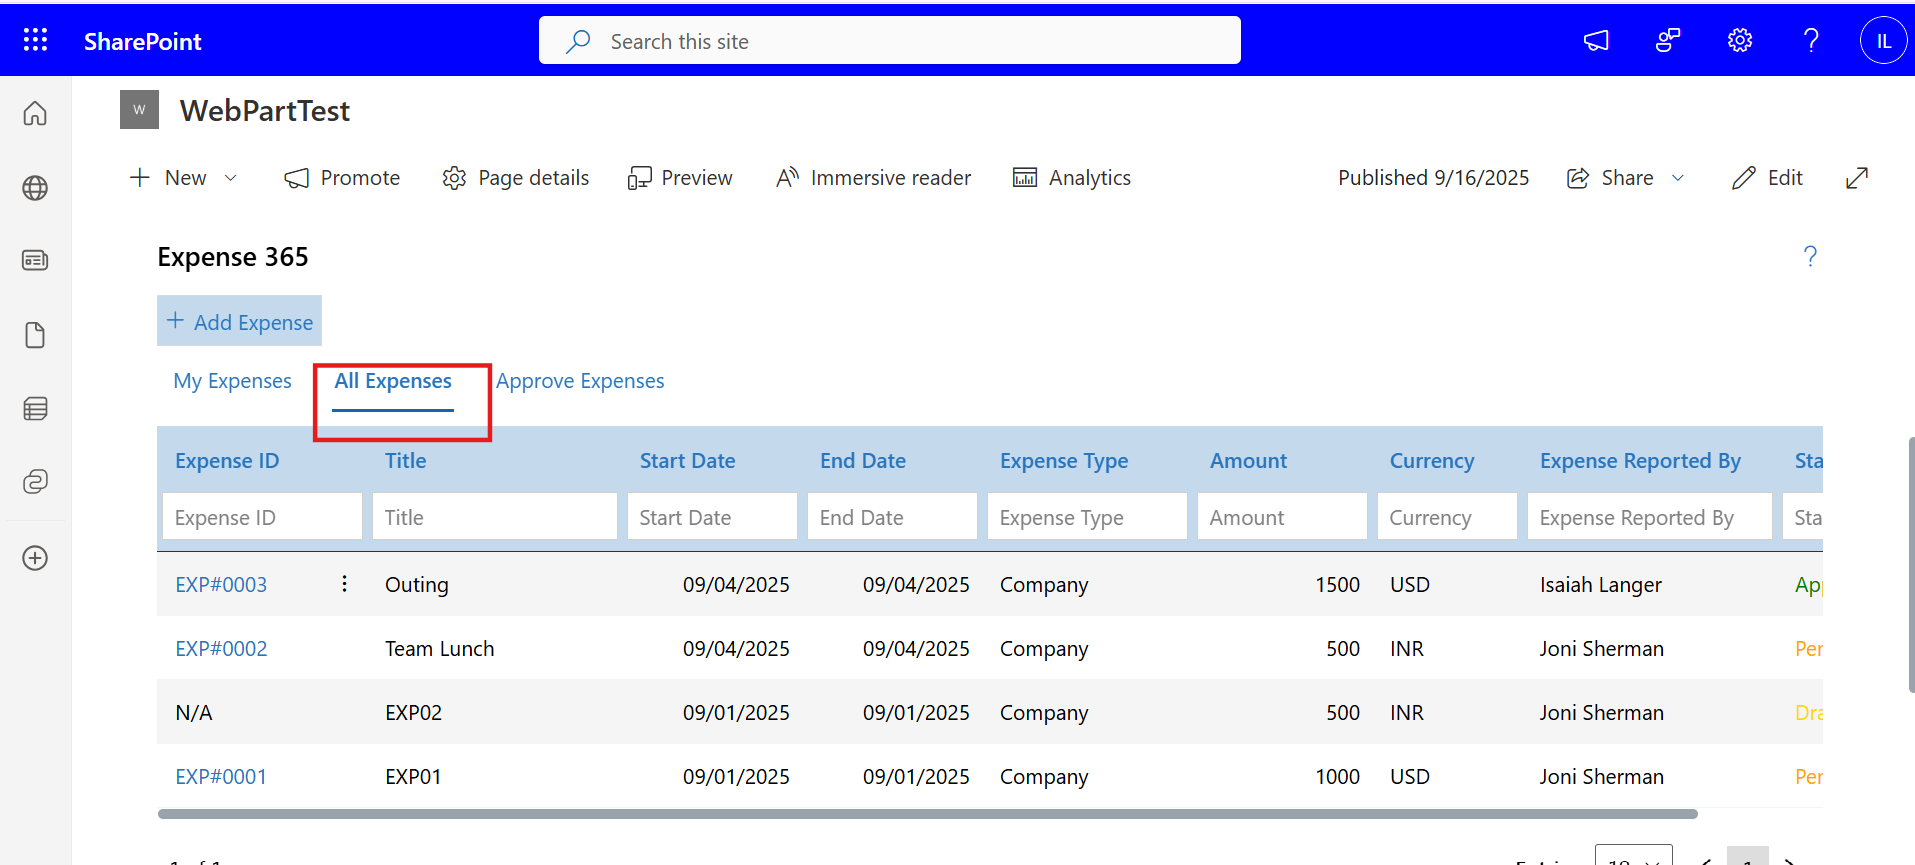 SharePoint
Search this site
IL
W
WebPartTest
New
Promote
Page details
Preview
Immersive reader
Analytics
Published 9/16/2025
Share
Edit
Expense 365
?
+ Add Expense
My Expenses
All Expenses
Approve Expenses
Expense ID Title Start Date End Date Expense Type Amount Currency Expense Reported By Sta
Expense ID Title Start Date End Date Expense Type Amount Currency Expense Reported By Sta
EXP#0003 Outing 09/04/2025 09/04/2025 Company 1500 USD Isaiah Langer App
EXP#0002 Team Lunch 09/04/2025 09/04/2025 Company 500 INR Joni Sherman Per
N/A EXP02 09/01/2025 09/01/2025 Company 500 INR Joni Sherman Dra
EXP#0001 EXP01 09/01/2025 09/01/2025 Company 1000 USD Joni Sherman Per